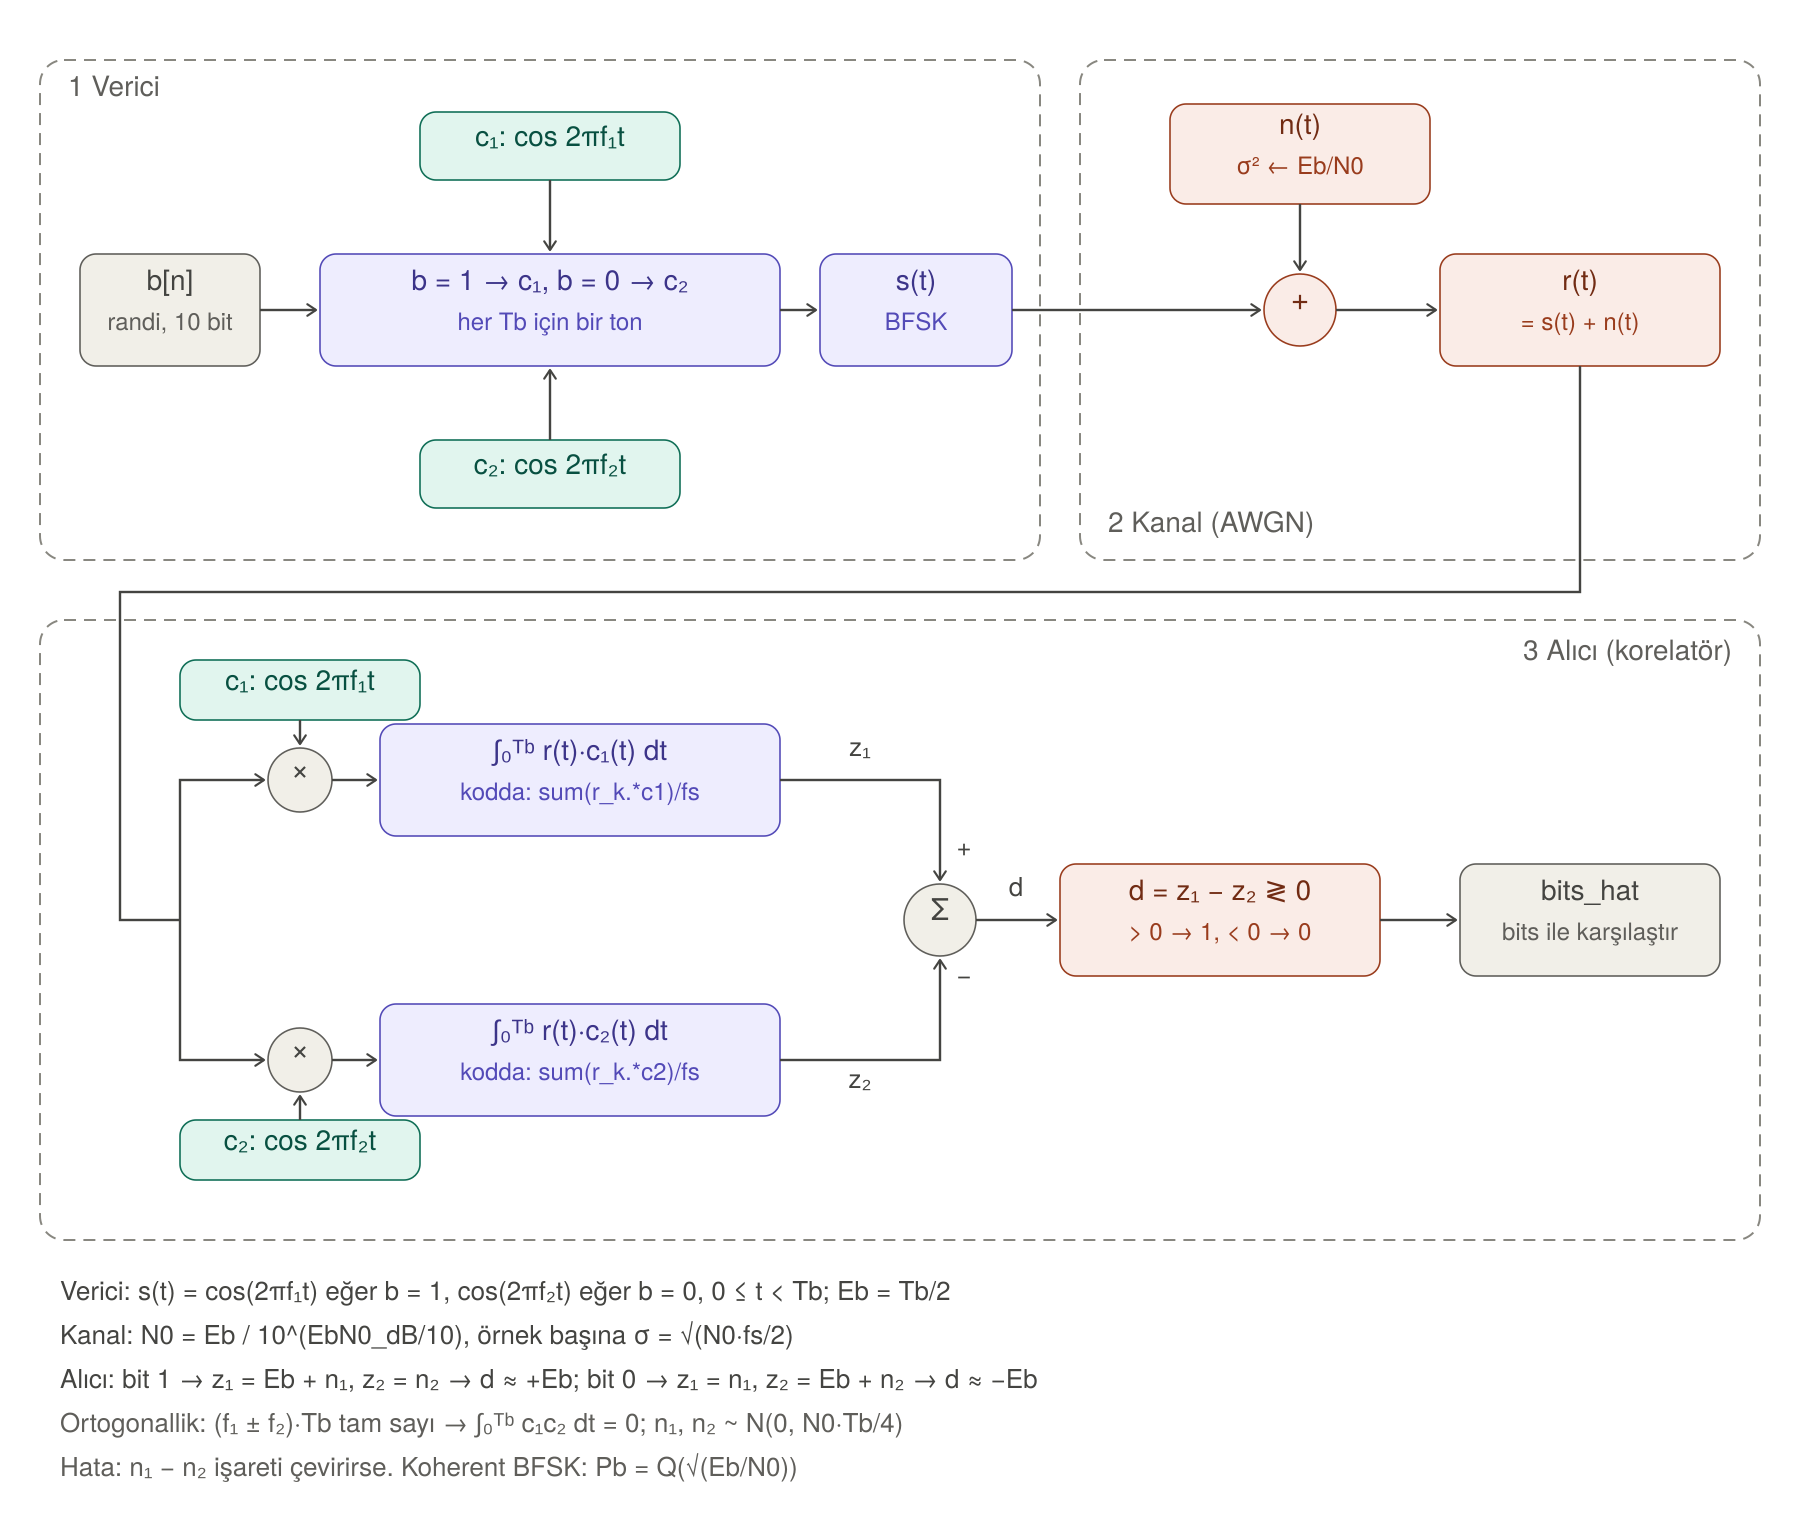 1 Verici
c₁: cos 2πf₁t
b[n]
randi, 10 bit
b = 1 → c₁, b = 0 → c₂
her Tb için bir ton
s(t)
BFSK
c₂: cos 2πf₂t
n(t)
σ² ← Eb/N0
+
r(t)
= s(t) + n(t)
2 Kanal (AWGN)
3 Alıcı (korelatör)
c₁: cos 2πf₁t
×
∫₀ᵀᵇ r(t)·c₁(t) dt
kodda: sum(r_k.*c1)/fs
z₁
+
Σ
−
d
d = z₁ − z₂ ≷ 0
> 0 → 1, < 0 → 0
bits_hat
bits ile karşılaştır
×
∫₀ᵀᵇ r(t)·c₂(t) dt
kodda: sum(r_k.*c2)/fs
z₂
c₂: cos 2πf₂t
Verici: s(t) = cos(2πf₁t) eğer b = 1, cos(2πf₂t) eğer b = 0, 0 ≤ t < Tb; Eb = Tb/2
Kanal: N0 = Eb / 10^(EbN0_dB/10), örnek başına σ = √(N0·fs/2)
Alıcı: bit 1 → z₁ = Eb + n₁, z₂ = n₂ → d ≈ +Eb; bit 0 → z₁ = n₁, z₂ = Eb + n₂ → d ≈ −Eb
Ortogonallik: (f₁ ± f₂)·Tb tam sayı → ∫₀ᵀᵇ c₁c₂ dt = 0; n₁, n₂ ~ N(0, N0·Tb/4)
Hata: n₁ − n₂ işareti çevirirse. Koherent BFSK: Pb = Q(√(Eb/N0))